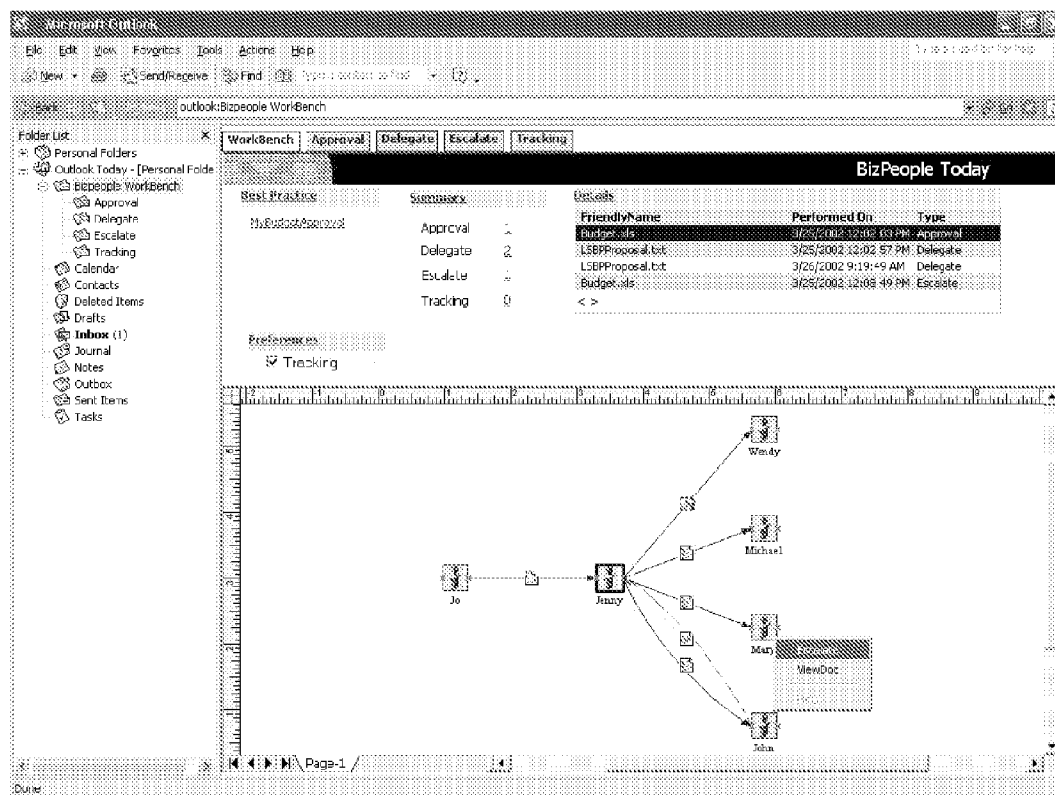 Microsoft Outlook
File Edit View Favorites Tools Actions Help
New Send/Receive Find
Back outlook:Bizpeople WorkBench
Folder List
Personal Folders
Outlook Today - [Personal Folde
Bizpeople WorkBench
Approval
Delegate
Escalate
Tracking
Calendar
Contacts
Deleted Items
Drafts
Inbox (1)
Journal
Notes
Outbox
Sent Items
Tasks
WorkBench Approval Delegate Escalate Tracking
BizPeople Today
Best Practice
MyBudgetApproval
Summary
Approval 1
Delegate 2
Escalate 1
Tracking 0
Preferences
Tracking
Details
FriendlyName Performed On Type
Budget.xls 3/25/2002 12:02:03 PM Approval
LSBPProposal.txt 3/25/2002 12:02:57 PM Delegate
LSBPProposal.txt 3/26/2002 9:19:49 AM Delegate
Budget.xls 3/25/2002 12:08:49 PM Escalate
< >
Wendy
Michael
Jo
Jenny
Mary
ViewDoc
John
Page-1
Done